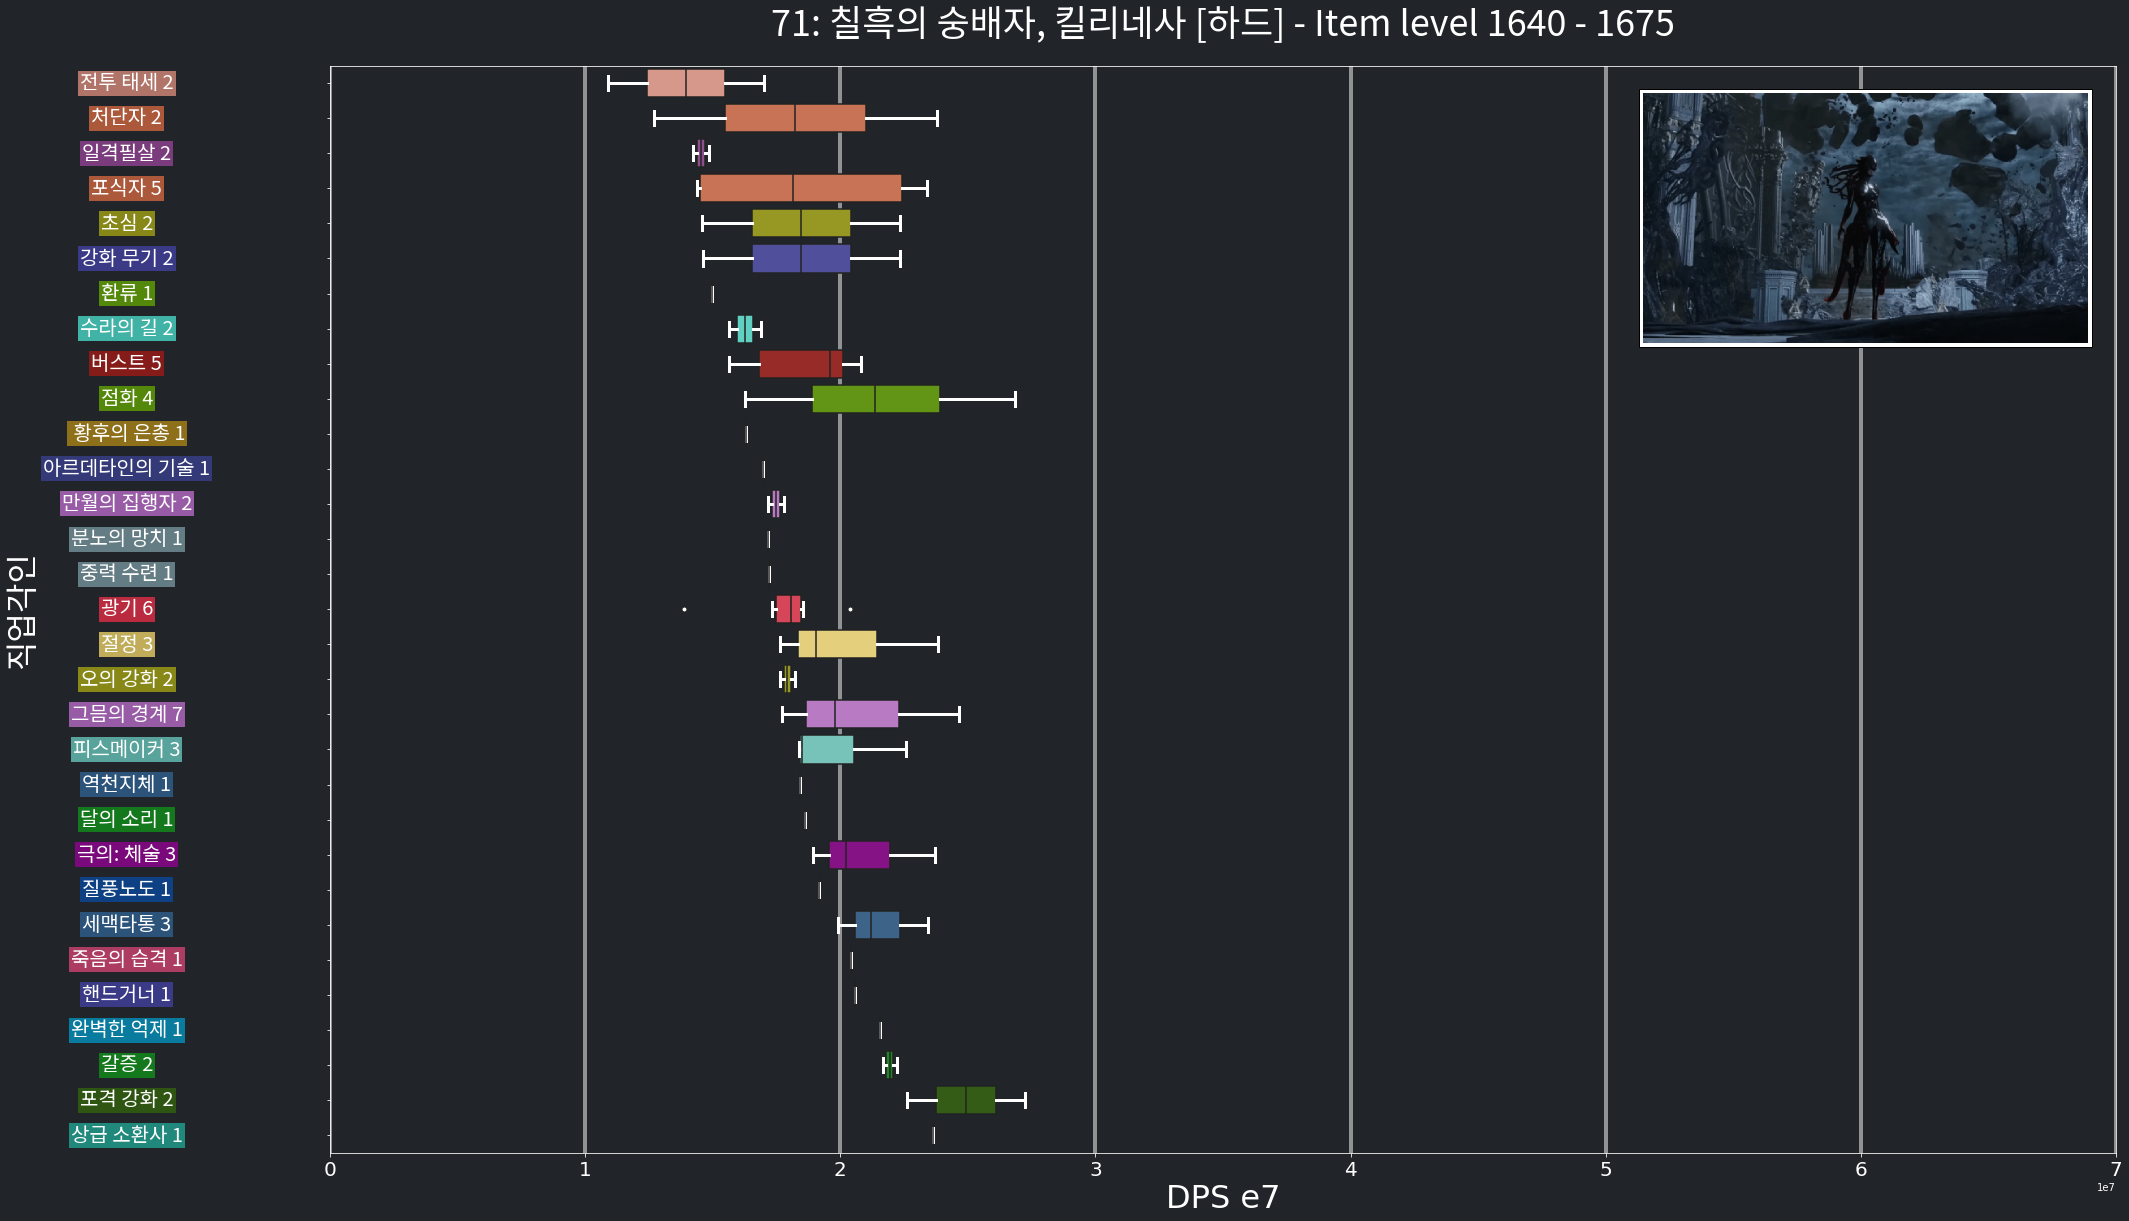 71: 칠흑의 숭배자, 킬리네사 [하드] - Item level 1640 - 1675
직업각인
전투 태세 2
처단자 2
일격필살 2
포식자 5
초심 2
강화 무기 2
환류 1
수라의 길 2
버스트 5
점화 4
황후의 은총 1
아르데타인의 기술 1
만월의 집행자 2
분노의 망치 1
중력 수련 1
광기 6
절정 3
오의 강화 2
그믐의 경계 7
피스메이커 3
역천지체 1
달의 소리 1
극의: 체술 3
질풍노도 1
세맥타통 3
죽음의 습격 1
핸드거너 1
완벽한 억제 1
갈증 2
포격 강화 2
상급 소환사 1
0 1 2 3 4 5 6 7
1e7
DPS e7